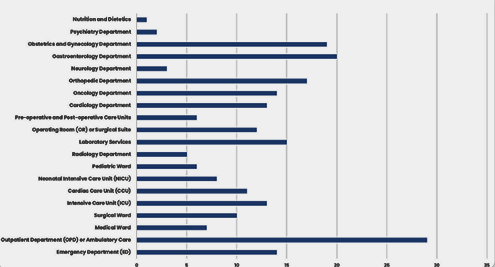 Nutrition and Dietetics
Psychiatry Department
Obstetrics and Gynecology Department
Gastroenterology Department
Neurology Department
Orthopedic Department
Oncology Department
Cardiology Department
Pre-operative and Post-operative Care Units
Operating Room (OR) or Surgical Suite
Laboratory Services
Radiology Department
Pediatric Ward
Neonatal Intensive Care Unit (NICU)
Cardiac Care Unit (CCU)
Intensive Care Unit (ICU)
Surgical Ward
Medical Ward
Outpatient Department (OPD) or Ambulatory Care
Emergency Department (ED)
0 5 10 15 20 25 30 35